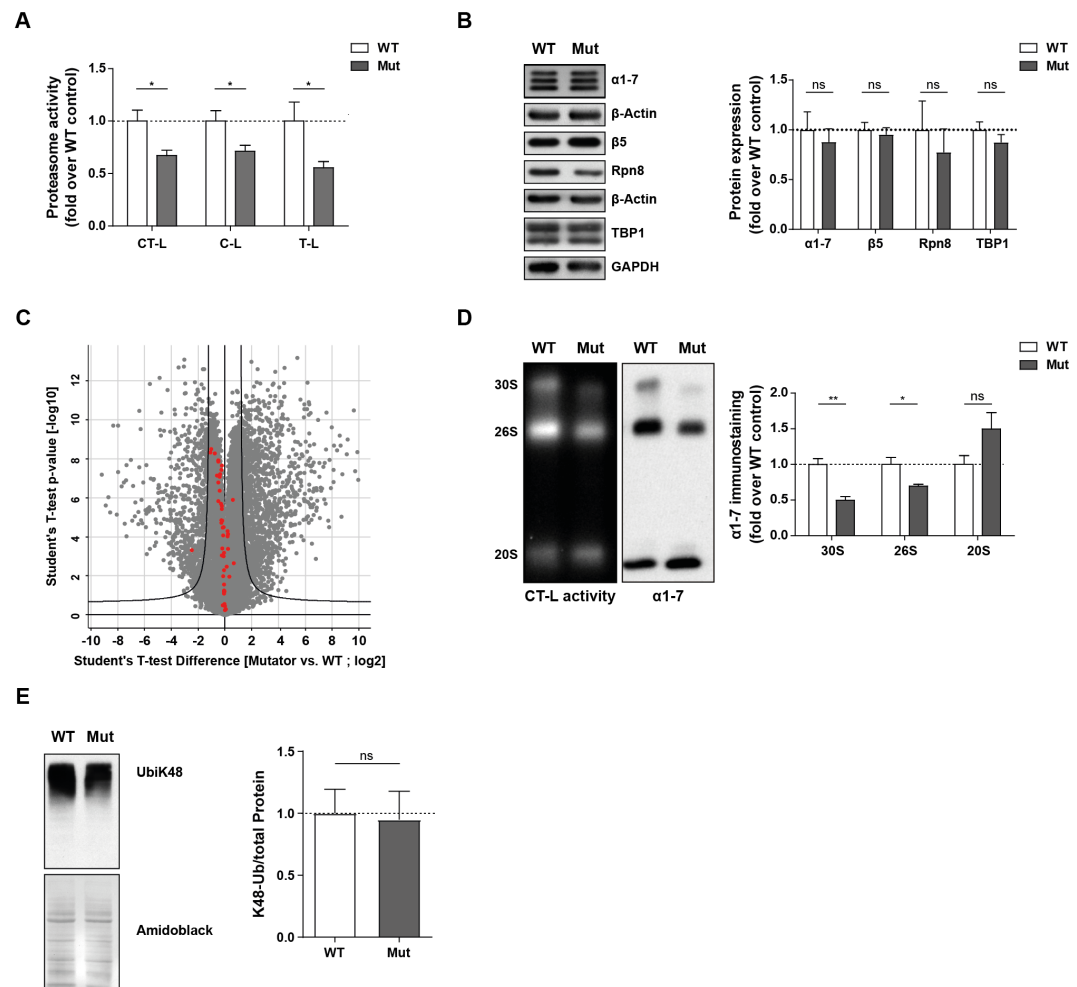 A
WT
Mut
Proteasome activity
(fold over WT control)
1.5
1.0
0.5
0.0
* * *
CT-L C-L T-L
B
WT Mut
α1-7
β-Actin
β5
Rpn8
β-Actin
TBP1
GAPDH
WT
Mut
Protein expression
(fold over WT control)
1.5
1.0
0.5
0.0
ns ns ns ns
α1-7 β5 Rpn8 TBP1
C
Student's T-test p-value [-log10]
12
10
8
6
4
2
0
-10 -8 -6 -4 -2 0 2 4 6 8 10
Student's T-test Difference [Mutator vs. WT ; log2]
D
WT Mut WT Mut
30S
26S
20S
CT-L activity α1-7
WT
Mut
α1-7 immunostaining
(fold over WT control)
2.0
1.5
1.0
0.5
0.0
** * ns
30S 26S 20S
E
WT Mut
UbiK48
Amidoblack
K48-Ub/total Protein
1.5
1.0
0.5
0.0
ns
WT Mut